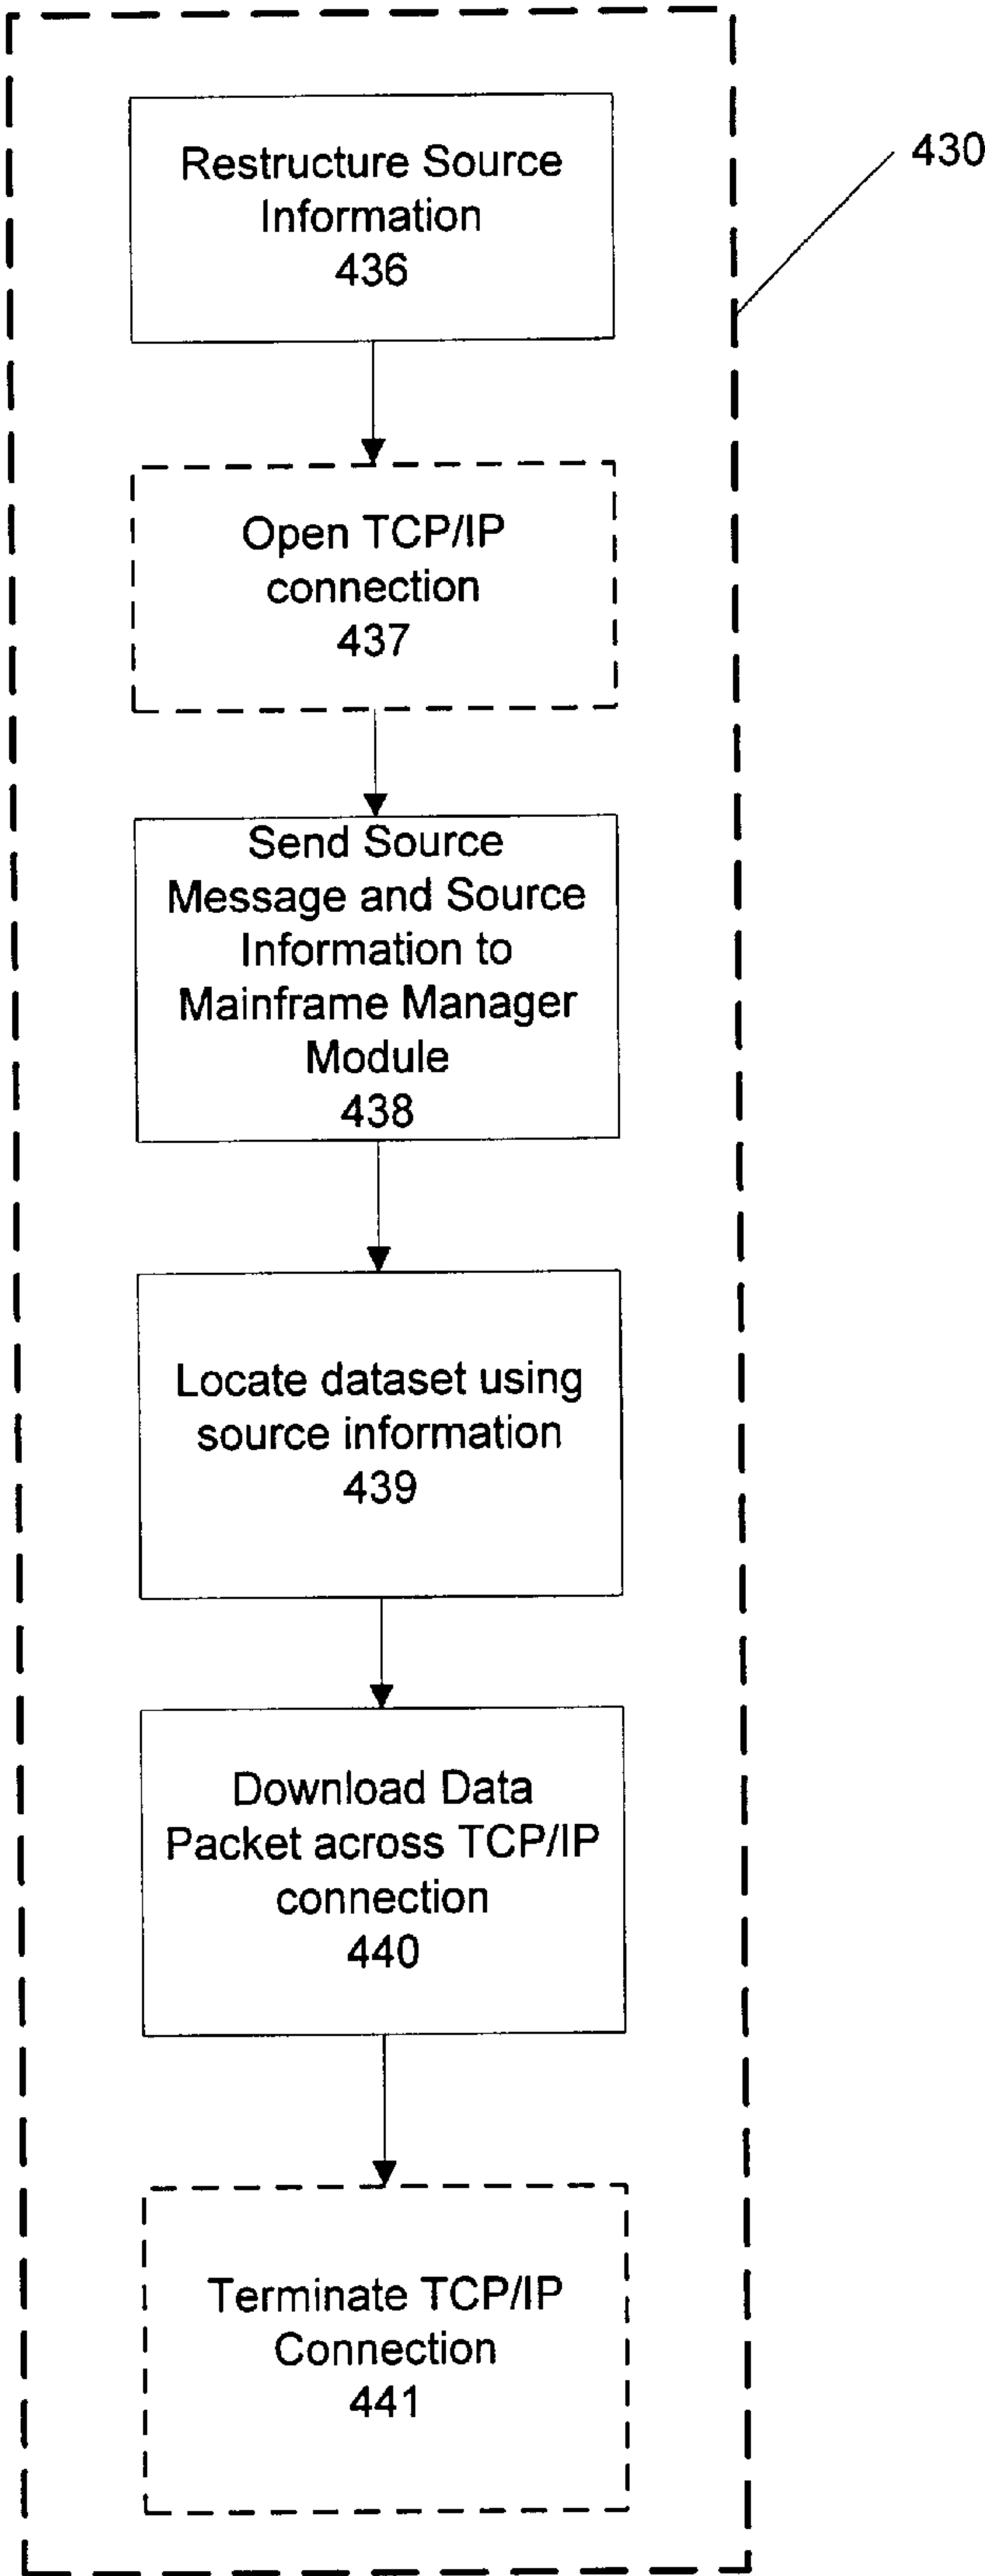 Restructure Source
Information
436
430
Open TCP/IP
connection
437
Send Source
Message and Source
Information to
Mainframe Manager
Module
438
Locate dataset using
source information
439
Download Data
Packet across TCP/IP
connection
440
Terminate TCP/IP
Connection
441